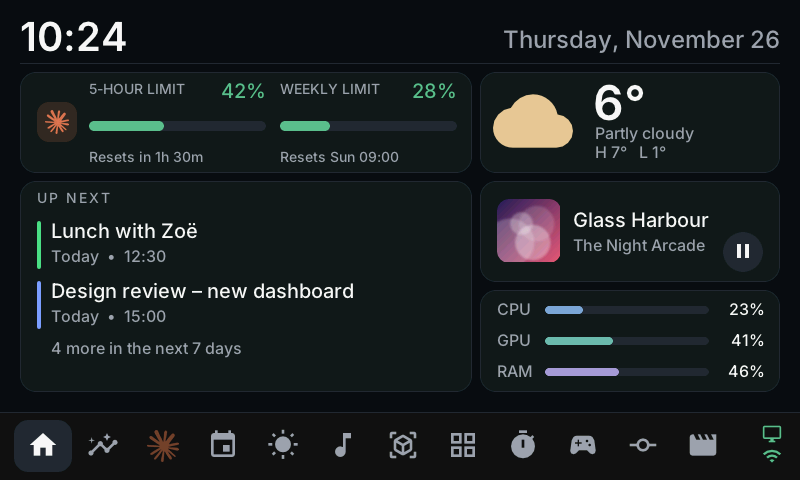 10:24
Thursday, November 26
5-HOUR LIMIT 42%
WEEKLY LIMIT 28%
Resets in 1h 30m
Resets Sun 09:00
6°
Partly cloudy
H 7° L 1°
UP NEXT
Lunch with Zoë
Today • 12:30
Design review – new dashboard
Today • 15:00
4 more in the next 7 days
Glass Harbour
The Night Arcade
CPU 23%
GPU 41%
RAM 46%